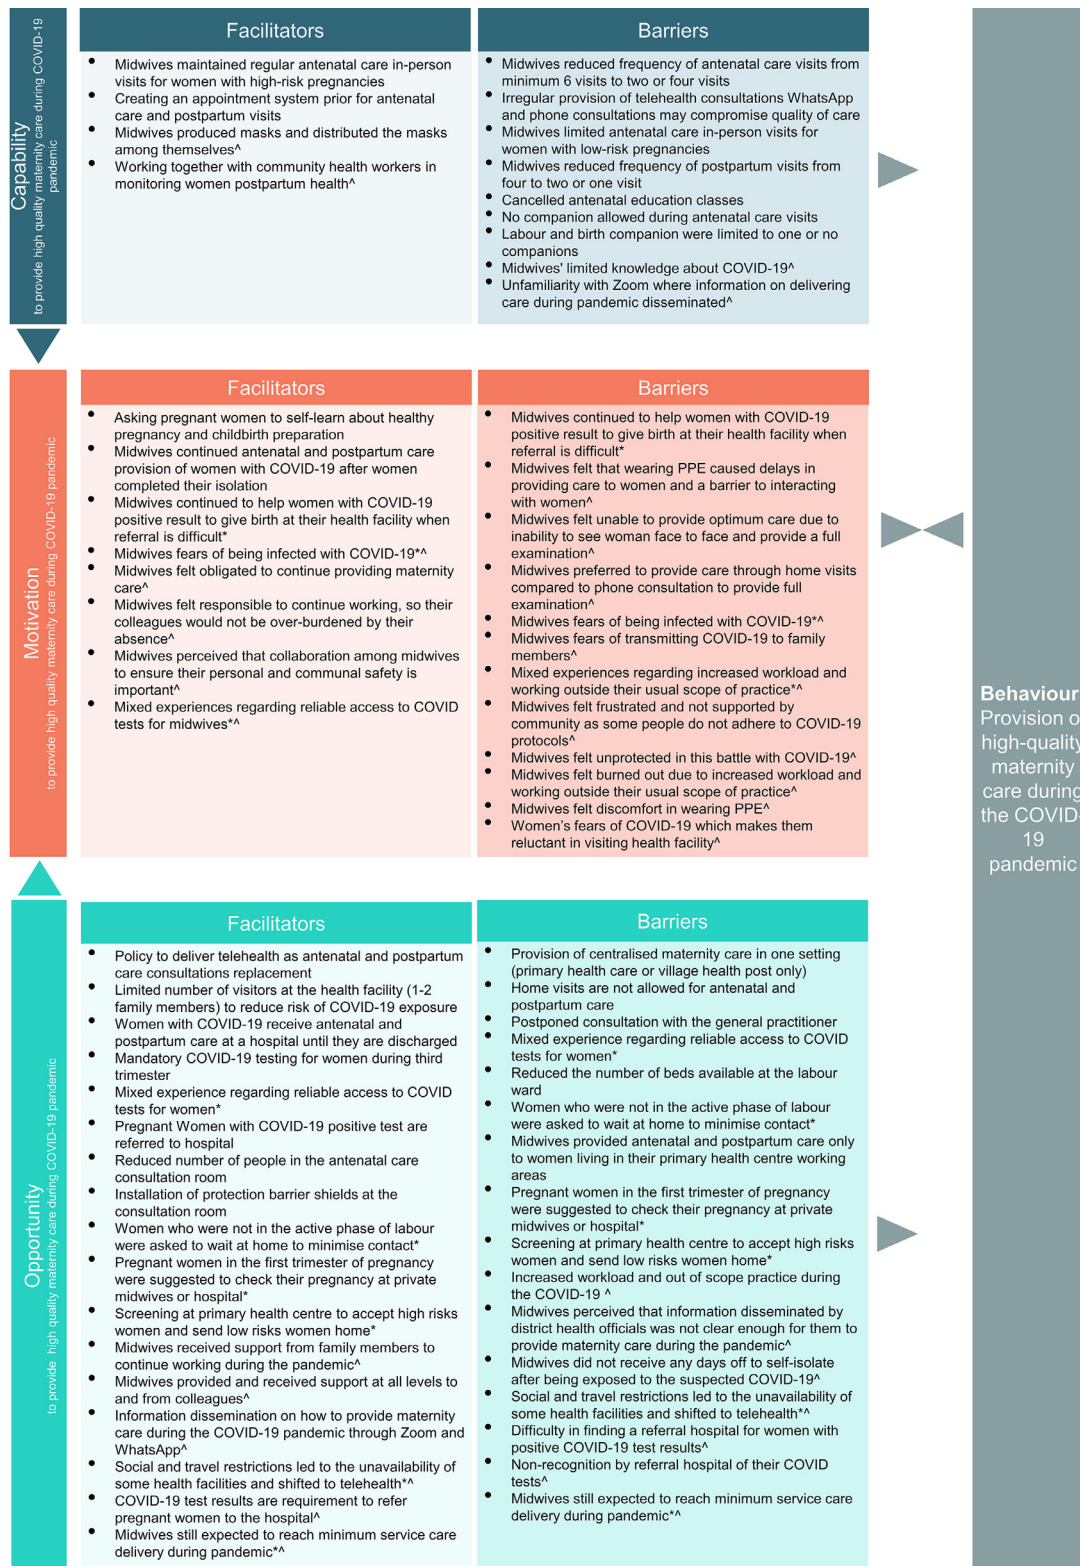 Capability
to provide high quality maternity care during COVID-19
pandemic
Facilitators
• Midwives maintained regular antenatal care in-person
visits for women with high-risk pregnancies
• Creating an appointment system prior for antenatal
care and postpartum visits
• Midwives produced masks and distributed the masks
among themselves^
• Working together with community health workers in
monitoring women postpartum health^
Barriers
• Midwives reduced frequency of antenatal care visits from
minimum 6 visits to two or four visits
• Irregular provision of telehealth consultations WhatsApp
and phone consultations may compromise quality of care
• Midwives limited antenatal care in-person visits for
women with low-risk pregnancies
• Midwives reduced frequency of postpartum visits from
four to two or one visit
• Cancelled antenatal education classes
• No companion allowed during antenatal care visits
• Labour and birth companion were limited to one or no
companions
• Midwives' limited knowledge about COVID-19^
• Unfamiliarity with Zoom where information on delivering
care during pandemic disseminated^
Motivation
to provide high quality maternity care during COVID-19 pandemic
Facilitators
• Asking pregnant women to self-learn about healthy
pregnancy and childbirth preparation
• Midwives continued antenatal and postpartum care
provision of women with COVID-19 after women
completed their isolation
• Midwives continued to help women with COVID-19
positive result to give birth at their health facility when
referral is difficult*
• Midwives fears of being infected with COVID-19*^
• Midwives felt obligated to continue providing maternity
care^
• Midwives felt responsible to continue working, so their
colleagues would not be over-burdened by their
absence^
• Midwives perceived that collaboration among midwives
to ensure their personal and communal safety is
important^
• Mixed experiences regarding reliable access to COVID
tests for midwives*^
Barriers
• Midwives continued to help women with COVID-19
positive result to give birth at their health facility when
referral is difficult*
• Midwives felt that wearing PPE caused delays in
providing care to women and a barrier to interacting
with women^
• Midwives felt unable to provide optimum care due to
inability to see woman face to face and provide a full
examination^
• Midwives preferred to provide care through home visits
compared to phone consultation to provide full
examination^
• Midwives fears of being infected with COVID-19*^
• Midwives fears of transmitting COVID-19 to family
members^
• Mixed experiences regarding increased workload and
working outside their usual scope of practice*^
• Midwives felt frustrated and not supported by
community as some people do not adhere to COVID-19
protocols^
• Midwives felt unprotected in this battle with COVID-19^
• Midwives felt burned out due to increased workload and
working outside their usual scope of practice^
• Midwives felt discomfort in wearing PPE^
• Women's fears of COVID-19 which makes them
reluctant in visiting health facility^
Opportunity
to provide high quality maternity care during COVID-19 pandemic
Facilitators
• Policy to deliver telehealth as antenatal and postpartum
care consultations replacement
• Limited number of visitors at the health facility (1-2
family members) to reduce risk of COVID-19 exposure
• Women with COVID-19 receive antenatal and
postpartum care at a hospital until they are discharged
• Mandatory COVID-19 testing for women during third
trimester
• Mixed experience regarding reliable access to COVID
tests for women*
• Pregnant Women with COVID-19 positive test are
referred to hospital
• Reduced number of people in the antenatal care
consultation room
• Installation of protection barrier shields at the
consultation room
• Women who were not in the active phase of labour
were asked to wait at home to minimise contact*
• Pregnant women in the first trimester of pregnancy
were suggested to check their pregnancy at private
midwives or hospital*
• Screening at primary health centre to accept high risks
women and send low risks women home*
• Midwives received support from family members to
continue working during the pandemic^
• Midwives provided and received support at all levels to
and from colleagues^
• Information dissemination on how to provide maternity
care during the COVID-19 pandemic through Zoom and
WhatsApp^
• Social and travel restrictions led to the unavailability of
some health facilities and shifted to telehealth*^
• COVID-19 test results are requirement to refer
pregnant women to the hospital^
• Midwives still expected to reach minimum service care
delivery during pandemic*^
Barriers
• Provision of centralised maternity care in one setting
(primary health care or village health post only)
• Home visits are not allowed for antenatal and
postpartum care
• Postponed consultation with the general practitioner
• Mixed experience regarding reliable access to COVID
tests for women*
• Reduced the number of beds available at the labour
ward
• Women who were not in the active phase of labour
were asked to wait at home to minimise contact*
• Midwives provided antenatal and postpartum care only
to women living in their primary health centre working
areas
• Pregnant women in the first trimester of pregnancy
were suggested to check their pregnancy at private
midwives or hospital*
• Screening at primary health centre to accept high risks
women and send low risks women home*
• Increased workload and out of scope practice during
the COVID-19 ^
• Midwives perceived that information disseminated by
district health officials was not clear enough for them to
provide maternity care during the pandemic^
• Midwives did not receive any days off to self-isolate
after being exposed to the suspected COVID-19^
• Social and travel restrictions led to the unavailability of
some health facilities and shifted to telehealth*^
• Difficulty in finding a referral hospital for women with
positive COVID-19 test results^
• Non-recognition by referral hospital of their COVID
tests^
• Midwives still expected to reach minimum service care
delivery during pandemic*^
Behaviour
Provision o
high-quality
maternity
care during
the COVID-
19
pandemic